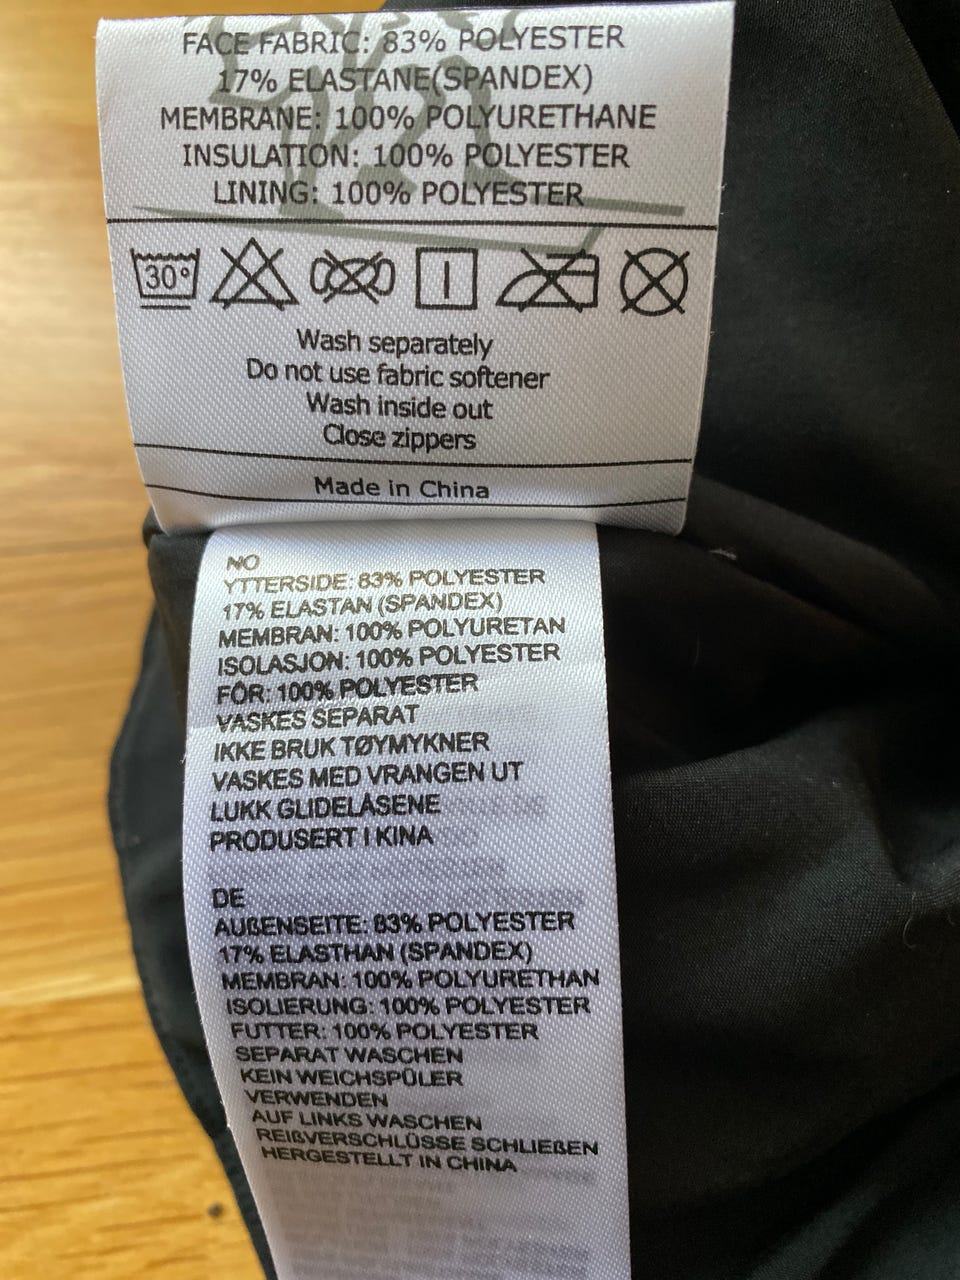 FACE FABRIC: 83% POLYESTER
17% ELASTANE(SPANDEX)
MEMBRANE: 100% POLYURETHANE
INSULATION: 100% POLYESTER
LINING: 100% POLYESTER
30°
Wash separately
Do not use fabric softener
Wash inside out
Close zippers
Made in China
NO
YTTERSIDE: 83% POLYESTER
17% ELASTAN (SPANDEX)
MEMBRAN: 100% POLYURETAN
ISOLASJON: 100% POLYESTER
FÔR: 100% POLYESTER
VASKES SEPARAT
IKKE BRUK TØYMYKNER
VASKES MED VRANGEN UT
LUKK GLIDELÅSENE
PRODUSERT I KINA
DE
AUßENSEITE: 83% POLYESTER
17% ELASTHAN (SPANDEX)
MEMBRAN: 100% POLYURETHAN
ISOLIERUNG: 100% POLYESTER
FUTTER: 100% POLYESTER
SEPARAT WASCHEN
KEIN WEICHSPÜLER
VERWENDEN
AUF LINKS WASCHEN
REIßVERSCHLÜSSE SCHLIEßEN
HERGESTELLT IN CHINA